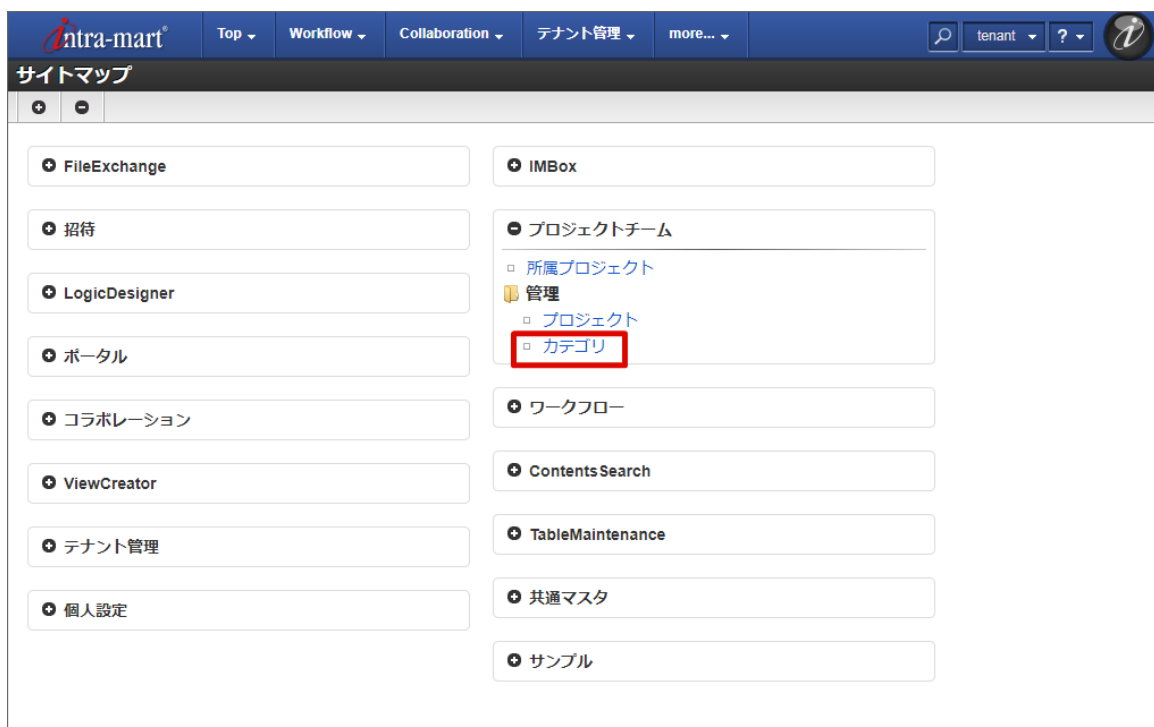 intra-mart®
Top
Workflow
Collaboration
テナント管理
more...
tenant
?
サイトマップ
FileExchange
招待
LogicDesigner
ポータル
コラボレーション
ViewCreator
テナント管理
個人設定
IMBox
プロジェクトチーム
所属プロジェクト
管理
プロジェクト
カテゴリ
ワークフロー
ContentsSearch
TableMaintenance
共通マスタ
サンプル